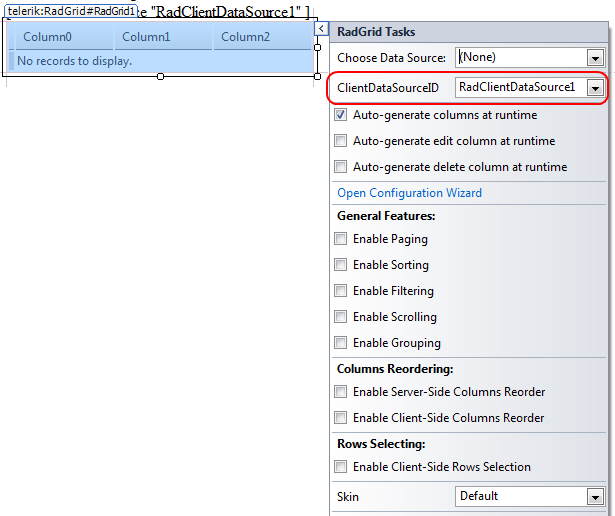 telerik:RadGrid#RadGrid1
e "RadClientDataSource1" ]
Column0 Column1 Column2
No records to display.
RadGrid Tasks
Choose Data Source: (None)
ClientDataSourceID RadClientDataSource1
Auto-generate columns at runtime
Auto-generate edit column at runtime
Auto-generate delete column at runtime
Open Configuration Wizard
General Features:
Enable Paging
Enable Sorting
Enable Filtering
Enable Scrolling
Enable Grouping
Columns Reordering:
Enable Server-Side Columns Reorder
Enable Client-Side Columns Reorder
Rows Selecting:
Enable Client-Side Rows Selection
Skin Default